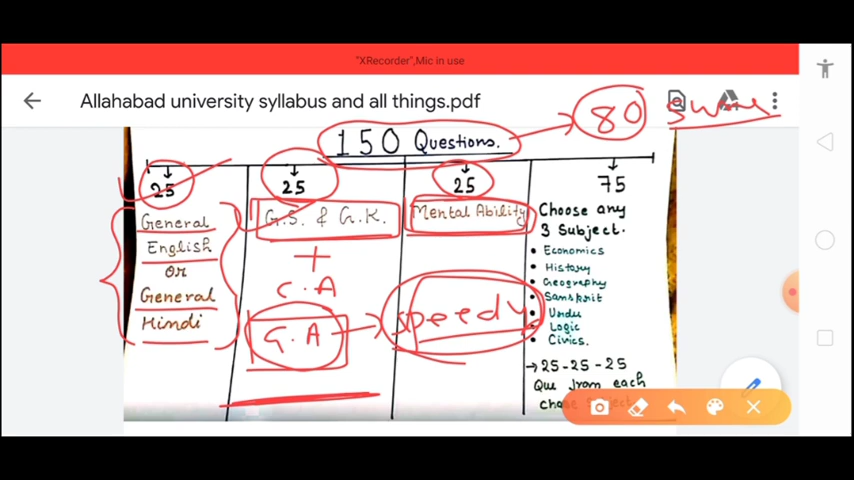 "XRecorder",Mic in use
Allahabad university syllabus and all things.pdf
150 Questions.
80
25
General
English
or
General
Hindi
25
G.S. & G.K.
+
C.A
G.A
speedy
25
Mental Ability
75
Choose any
3 Subject.
• Economics
• History
• Geography
• Sanskrit
• Urdu
• Logic
• Civics.
→ 25-25-25
Que from each